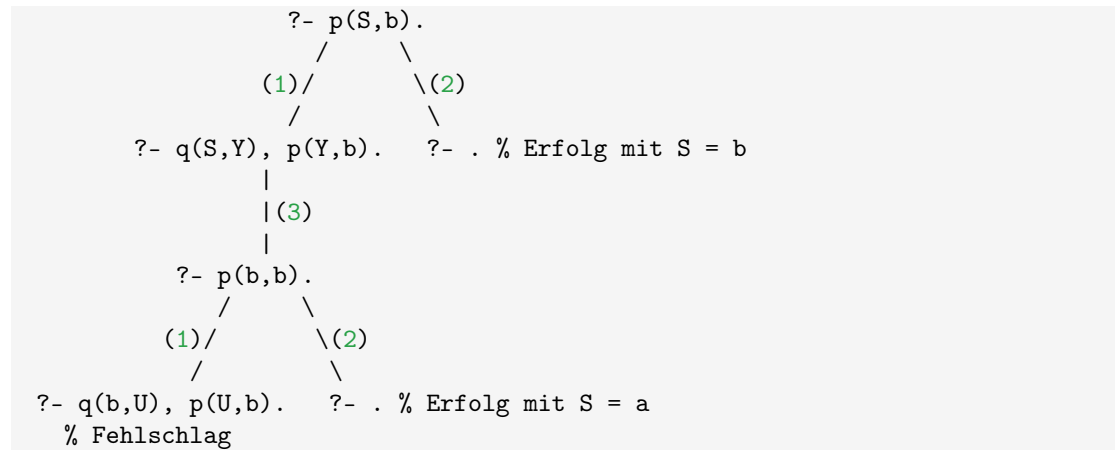 ?- p(S,b).
/ \
(1)/ \(2)
/ \
?- q(S,Y), p(Y,b). ?- . % Erfolg mit S = b
|
|(3)
|
?- p(b,b).
/ \
(1)/ \(2)
/ \
?- q(b,U), p(U,b). ?- . % Erfolg mit S = a
% Fehlschlag